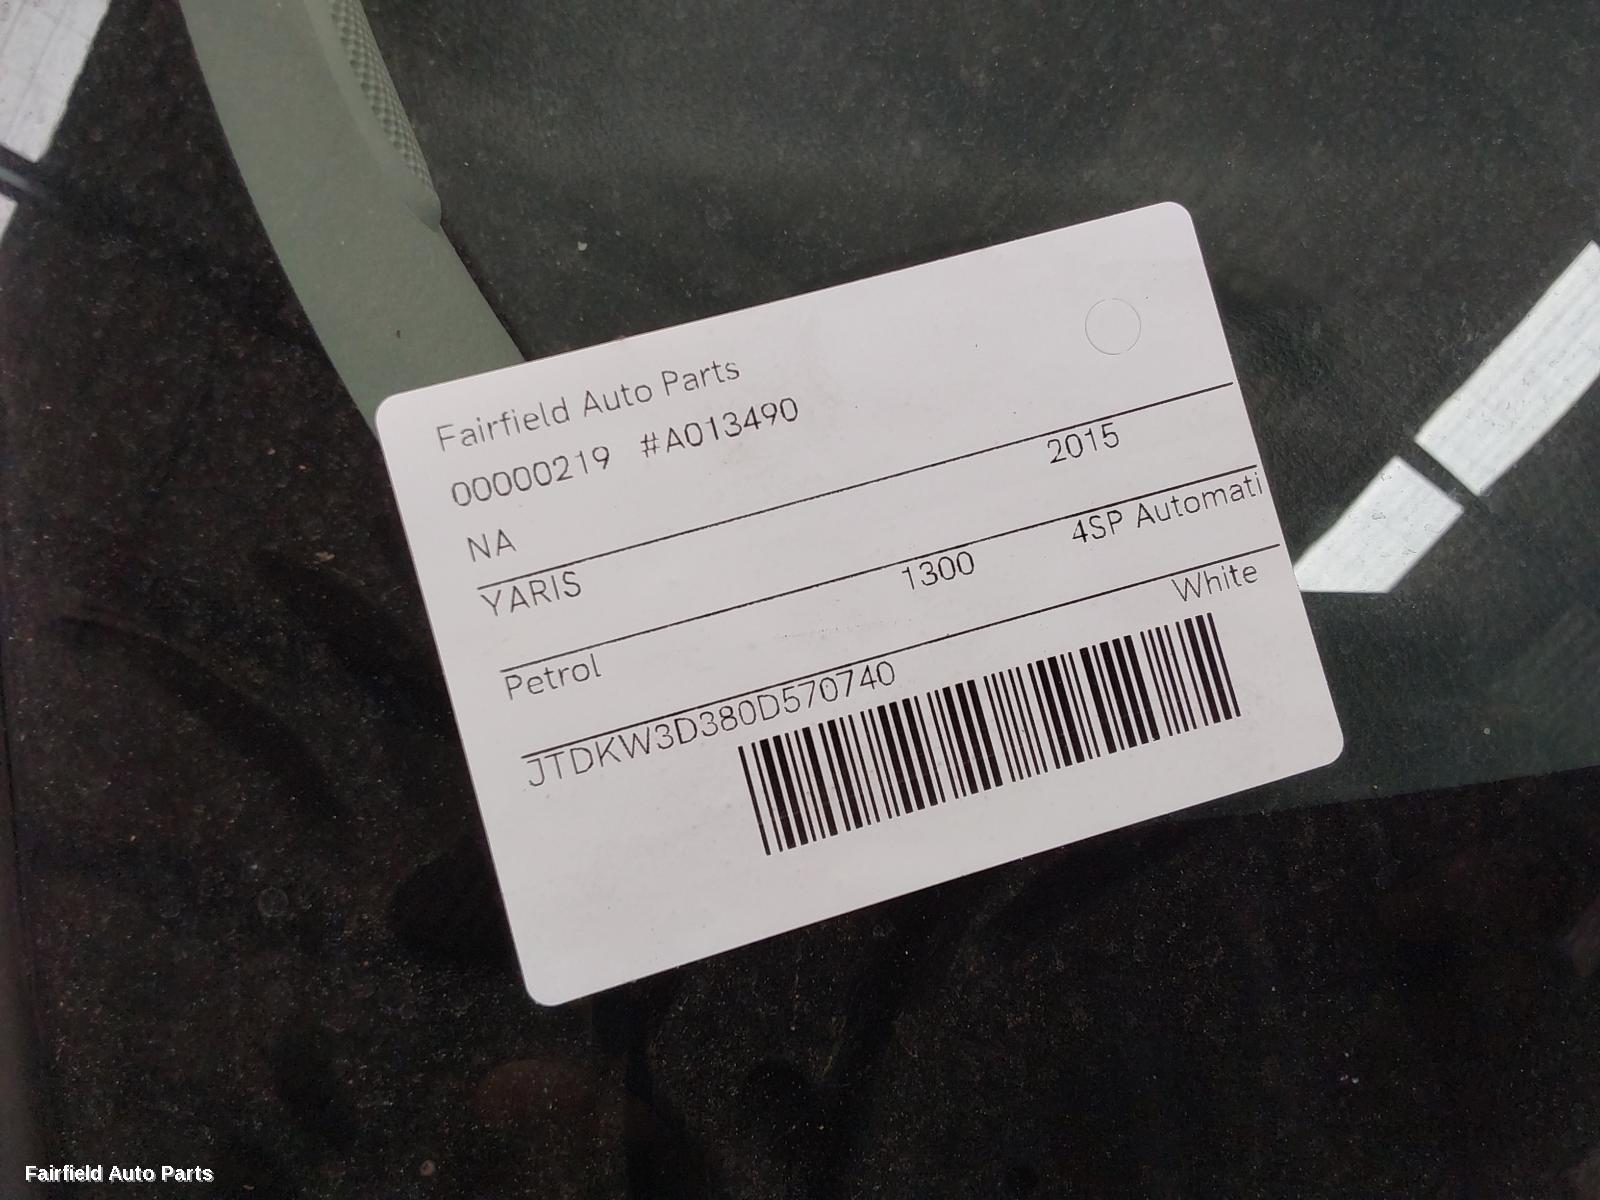 Fairfield Auto Parts
00000219 #A013490
NA
YARIS 2015
Petrol 1300 4SP Automati
JTDKW3D380D570740 White
Fairfield Auto Parts